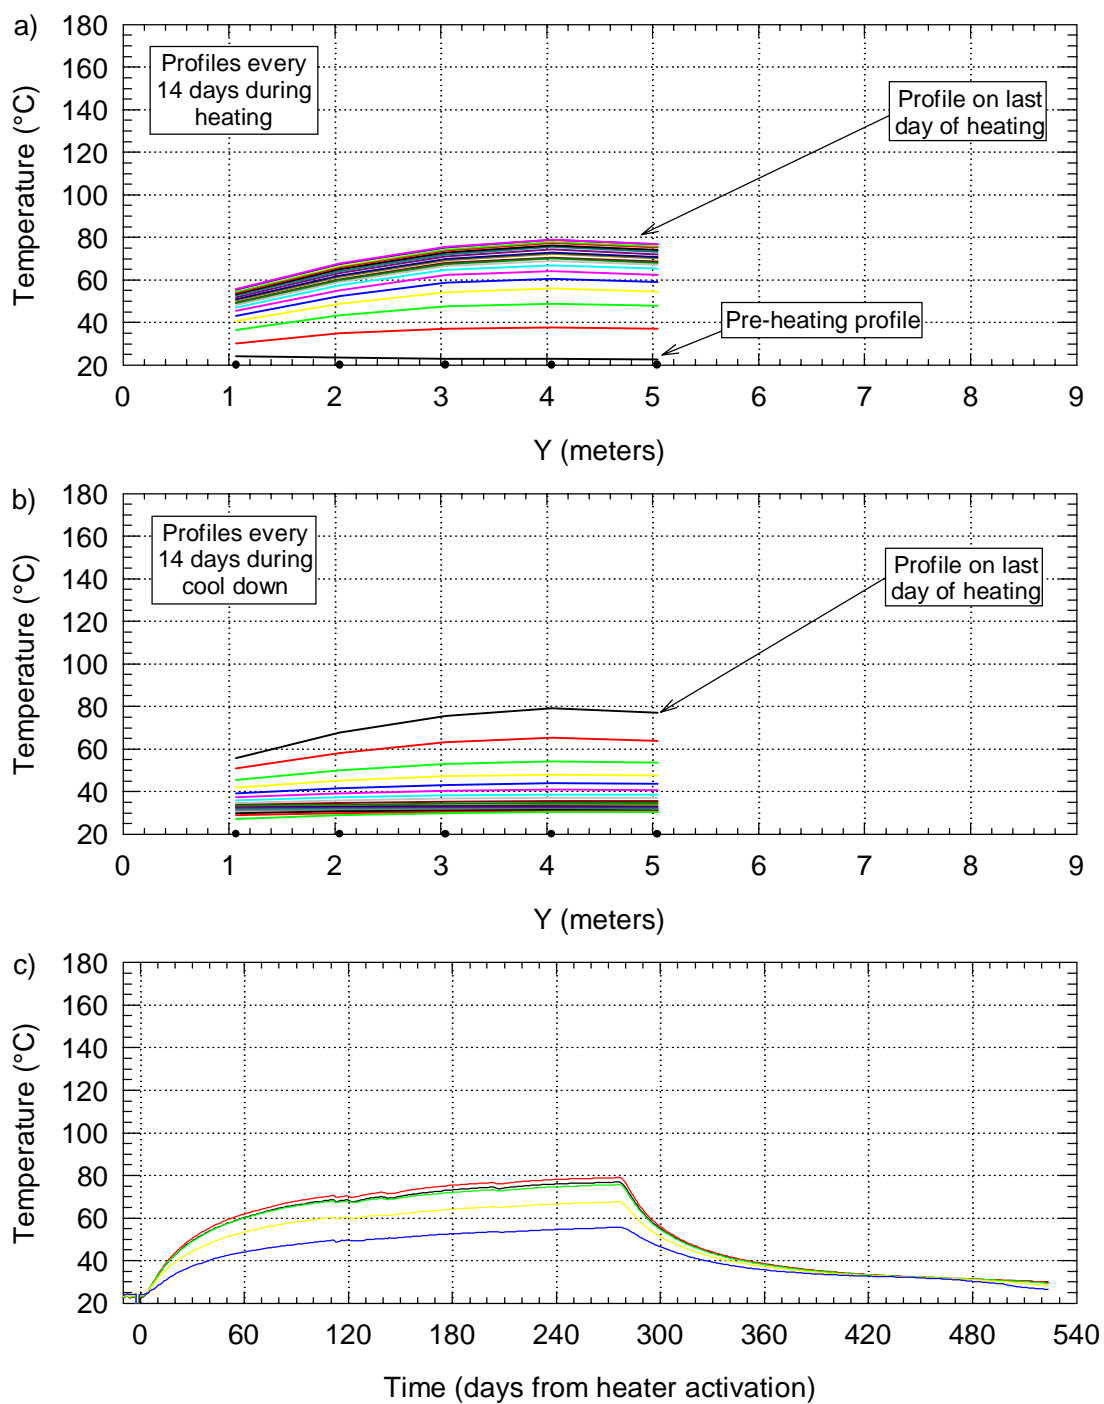 a)
180
160
140
120
100
80
60
40
20
Temperature (°C)
Profiles every
14 days during
heating
Profile on last
day of heating
Pre-heating profile
0 1 2 3 4 5 6 7 8 9
Y (meters)
b)
180
160
140
120
100
80
60
40
20
Temperature (°C)
Profiles every
14 days during
cool down
Profile on last
day of heating
0 1 2 3 4 5 6 7 8 9
Y (meters)
c)
180
160
140
120
100
80
60
40
20
Temperature (°C)
0 60 120 180 240 300 360 420 480 540
Time (days from heater activation)